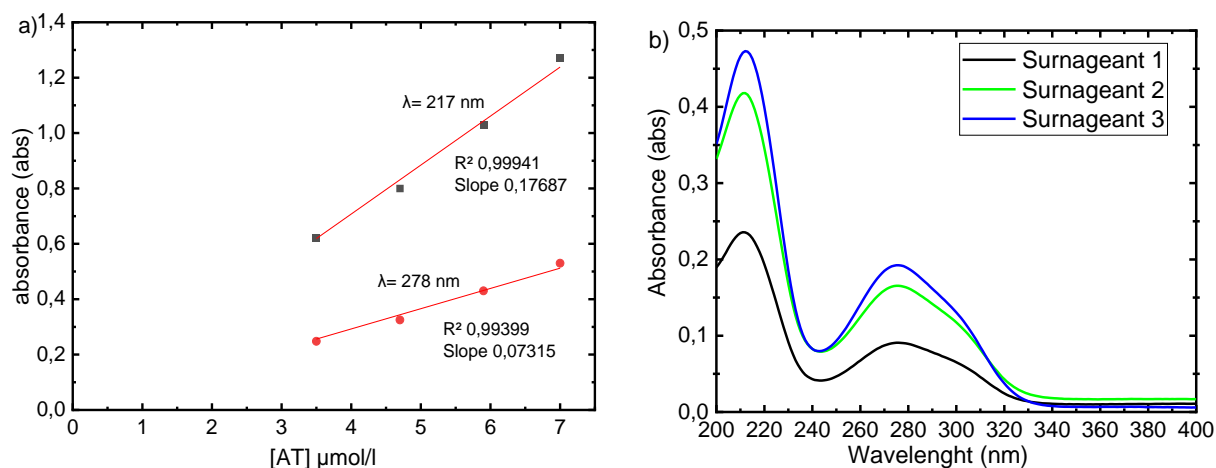 a)
1,4
1,2
1,0
0,8
0,6
0,4
0,2
0,0
absorbance (abs)
λ= 217 nm
R² 0,99941
Slope 0,17687
λ= 278 nm
R² 0,99399
Slope 0,07315
0 1 2 3 4 5 6 7
[AT] µmol/l
b)
0,5
0,4
0,3
0,2
0,1
0,0
Absorbance (abs)
Surnageant 1
Surnageant 2
Surnageant 3
200 220 240 260 280 300 320 340 360 380 400
Wavelenght (nm)